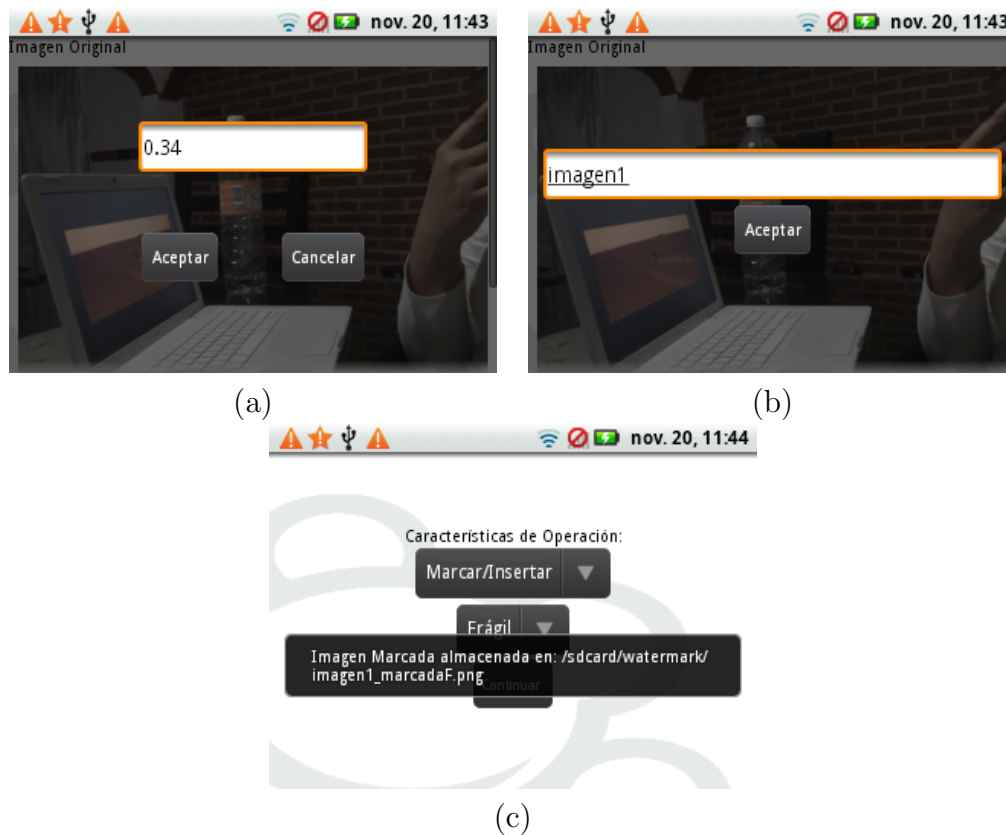 nov. 20, 11:43
Imagen Original
0.34
Aceptar
Cancelar
(a)
nov. 20, 11:43
Imagen Original
imagen1
Aceptar
(b)
nov. 20, 11:44
Características de Operación:
Marcar/Insertar
Frágil
Imagen Marcada almacenada en: /sdcard/watermark/
imagen1_marcadaF.png
Continuar
(c)